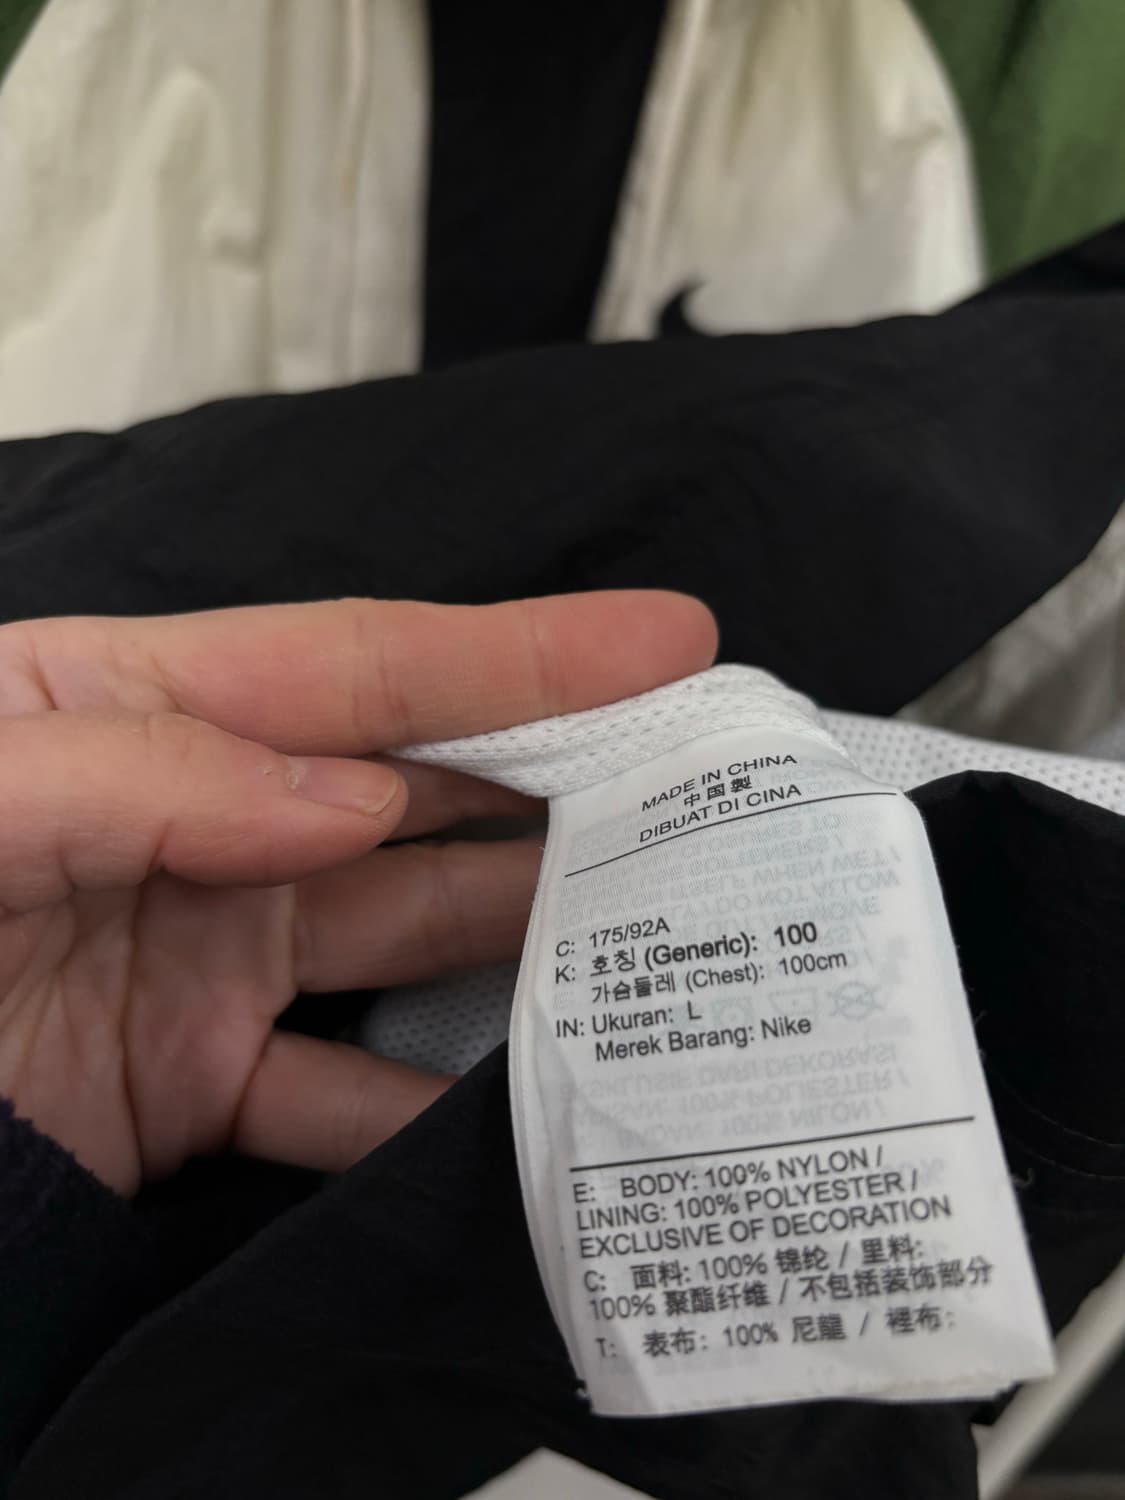 MADE IN CHINA
中国製
DIBUAT DI CINA
C: 175/92A
K: 호칭 (Generic): 100
가슴둘레 (Chest): 100cm
IN: Ukuran: L
Merek Barang: Nike
E: BODY: 100% NYLON /
LINING: 100% POLYESTER /
EXCLUSIVE OF DECORATION
C: 面料: 100% 锦纶 / 里料:
100% 聚酯纤维 / 不包括装饰部分
T: 表布: 100% 尼龍 / 裡布: